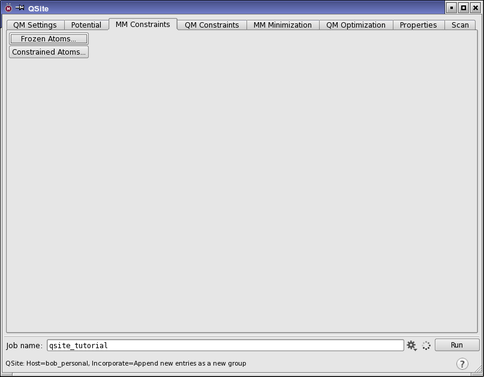 QSite
QM Settings Potential MM Constraints QM Constraints MM Minimization QM Optimization Properties Scan
Frozen Atoms...
Constrained Atoms...
Job name: qsite_tutorial Run
QSite: Host=bob_personal, Incorporate=Append new entries as a new group ?